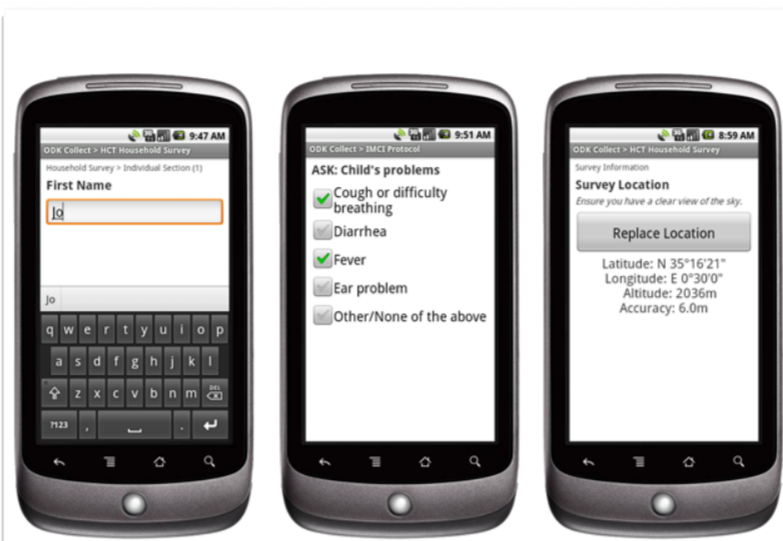 9:47 AM
ODK Collect > HCT Household Survey
Household Survey > Individual Section (1)
First Name
Jo
Jo
q w e r t y u i o p
a s d f g h j k l
z x c v b n m DEL
?123 , .
9:51 AM
ODK Collect > IMCI Protocol
ASK: Child's problems
Cough or difficulty
breathing
Diarrhea
Fever
Ear problem
Other/None of the above
8:59 AM
ODK Collect > HCT Household Survey
Survey Information
Survey Location
Ensure you have a clear view of the sky.
Replace Location
Latitude: N 35°16'21"
Longitude: E 0°30'0"
Altitude: 2036m
Accuracy: 6.0m